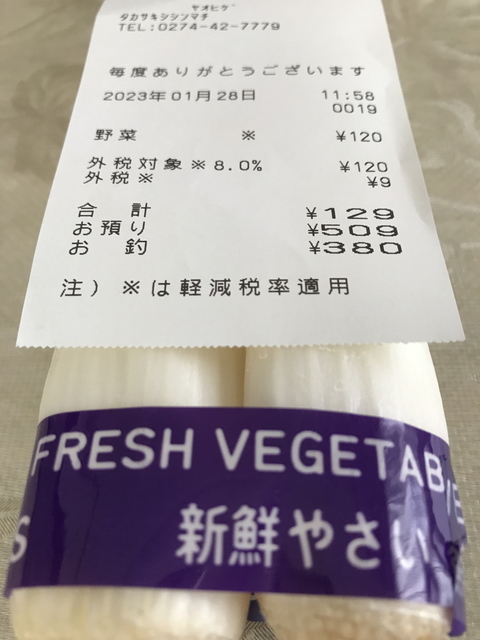 ヤオヒゲ
タカサキシシンマチ
TEL:0274-42-7779
毎度ありがとうございます
2023年01月28日 11:58
0019
野菜 ※ ¥120
外税対象※8.0% ¥120
外税※ ¥9
合 計 ¥129
お預り ¥509
お 釣 ¥380
注) ※は軽減税率適用
FRESH VEGETAB
S 新鮮やさい